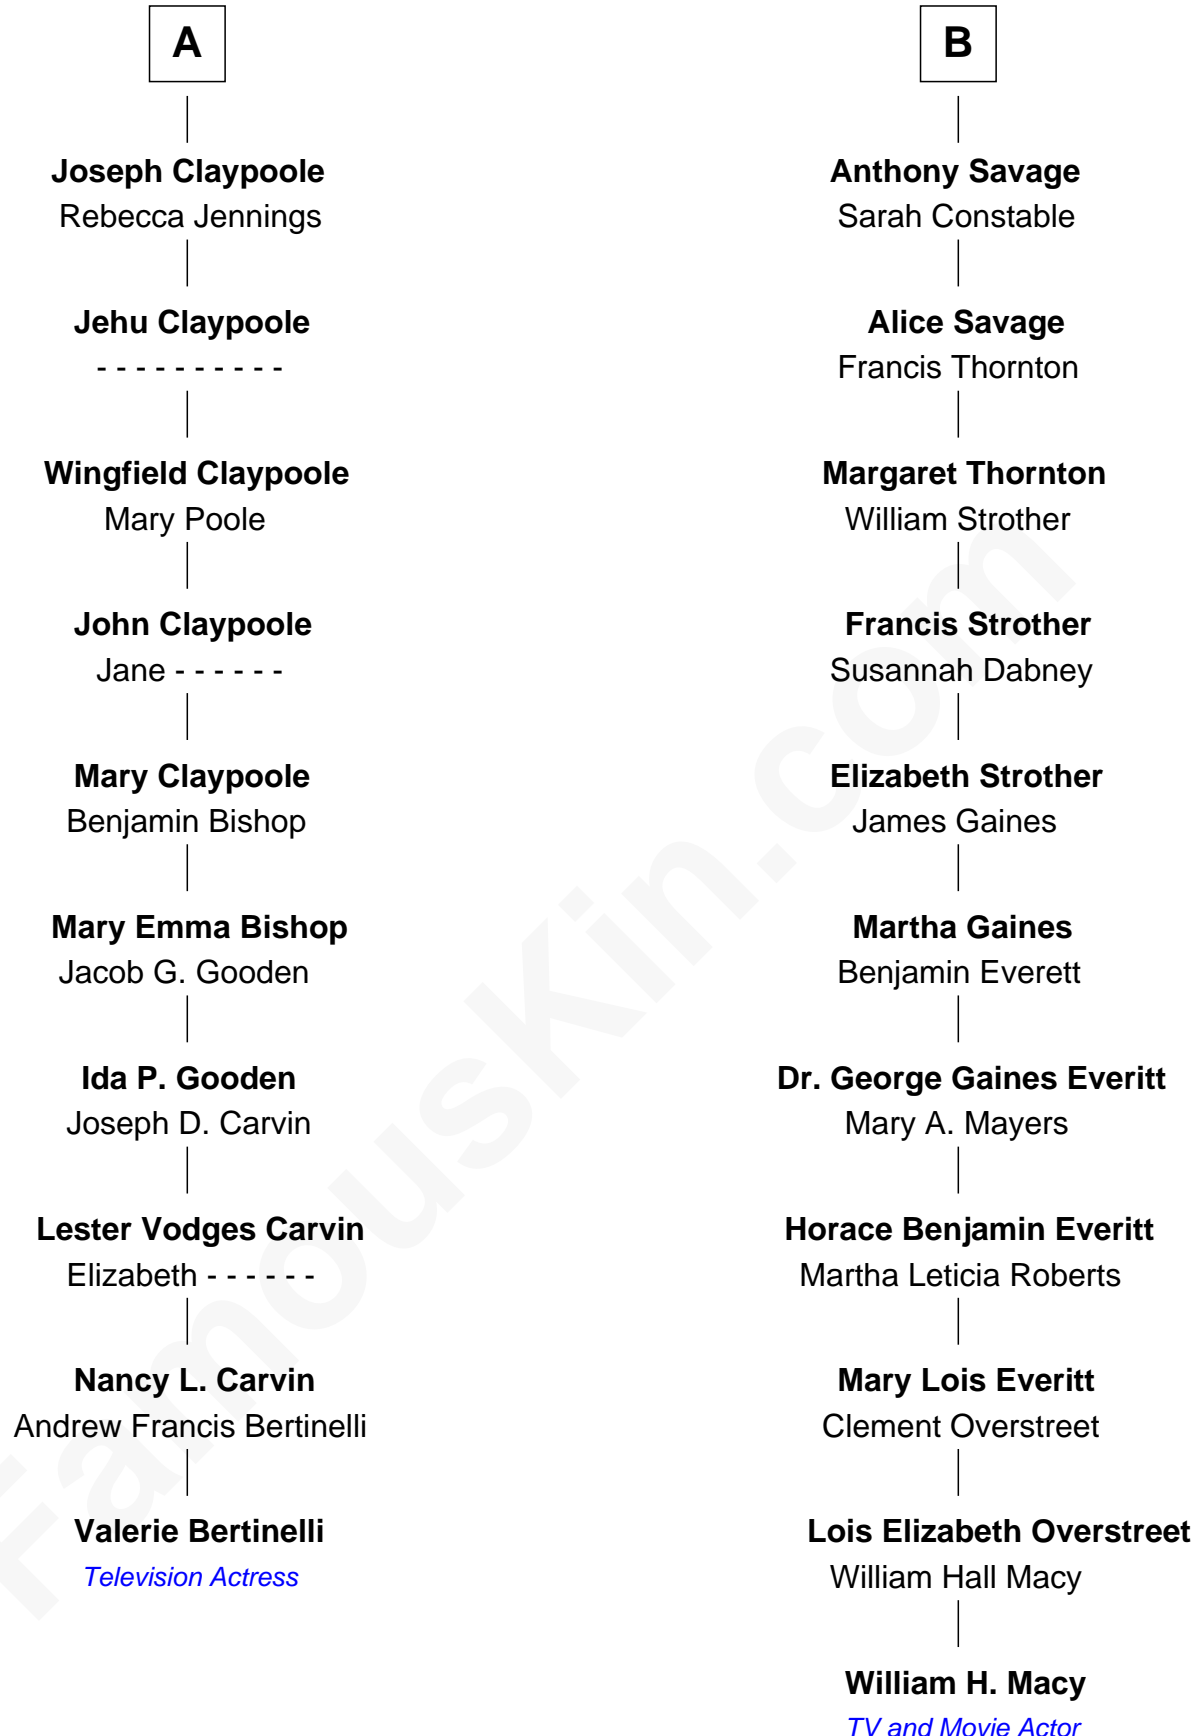 A
Joseph Claypoole
Rebecca Jennings
Jehu Claypoole
- - - - - - - - - -
Wingfield Claypoole
Mary Poole
John Claypoole
Jane - - - - - -
Mary Claypoole
Benjamin Bishop
Mary Emma Bishop
Jacob G. Gooden
Ida P. Gooden
Joseph D. Carvin
Lester Vodges Carvin
Elizabeth - - - - - -
Nancy L. Carvin
Andrew Francis Bertinelli
Valerie Bertinelli
Television Actress
B
Anthony Savage
Sarah Constable
Alice Savage
Francis Thornton
Margaret Thornton
William Strother
Francis Strother
Susannah Dabney
Elizabeth Strother
James Gaines
Martha Gaines
Benjamin Everett
Dr. George Gaines Everitt
Mary A. Mayers
Horace Benjamin Everitt
Martha Leticia Roberts
Mary Lois Everitt
Clement Overstreet
Lois Elizabeth Overstreet
William Hall Macy
William H. Macy
TV and Movie Actor
FamousKin.com